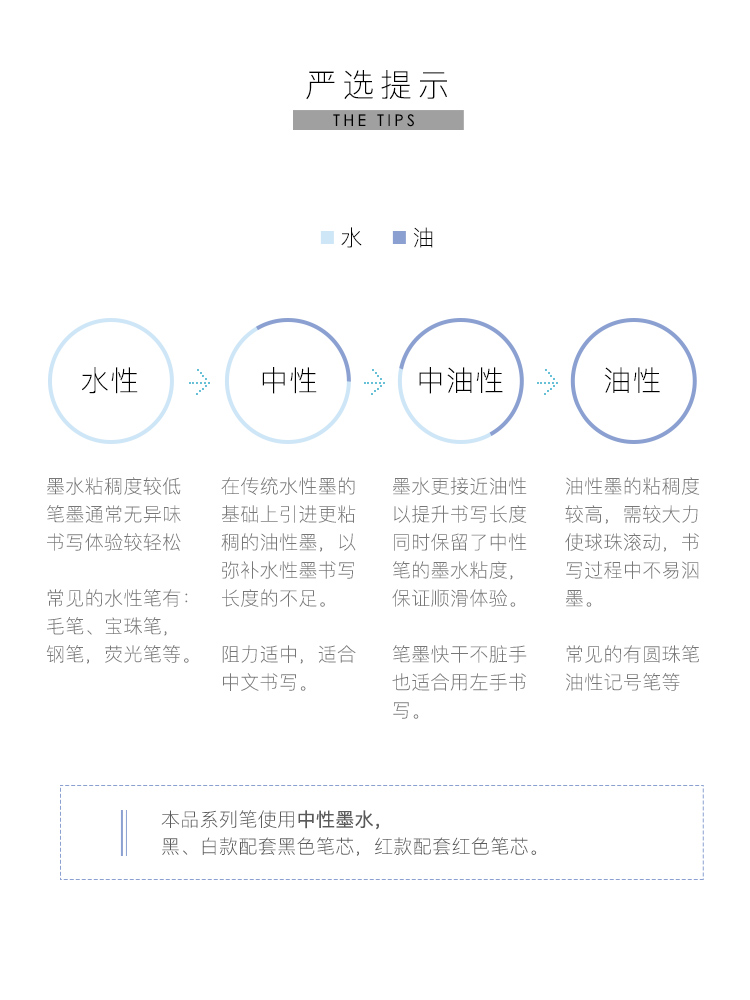 严选提示
THE TIPS
水
油
水性
中性
中油性
油性
墨水粘稠度较低
笔墨通常无异味
书写体验较轻松
常见的水性笔有：
毛笔、宝珠笔，
钢笔，荧光笔等。
在传统水性墨的
基础上引进更粘
稠的油性墨，以
弥补水性墨书写
长度的不足。
阻力适中，适合
中文书写。
墨水更接近油性
以提升书写长度
同时保留了中性
笔的墨水粘度，
保证顺滑体验。
笔墨快干不脏手
也适合用左手书
写。
油性墨的粘稠度
较高，需较大力
使球珠滚动，书
写过程中不易洇
墨。
常见的有圆珠笔
油性记号笔等
本品系列笔使用中性墨水，
黑、白款配套黑色笔芯，红款配套红色笔芯。